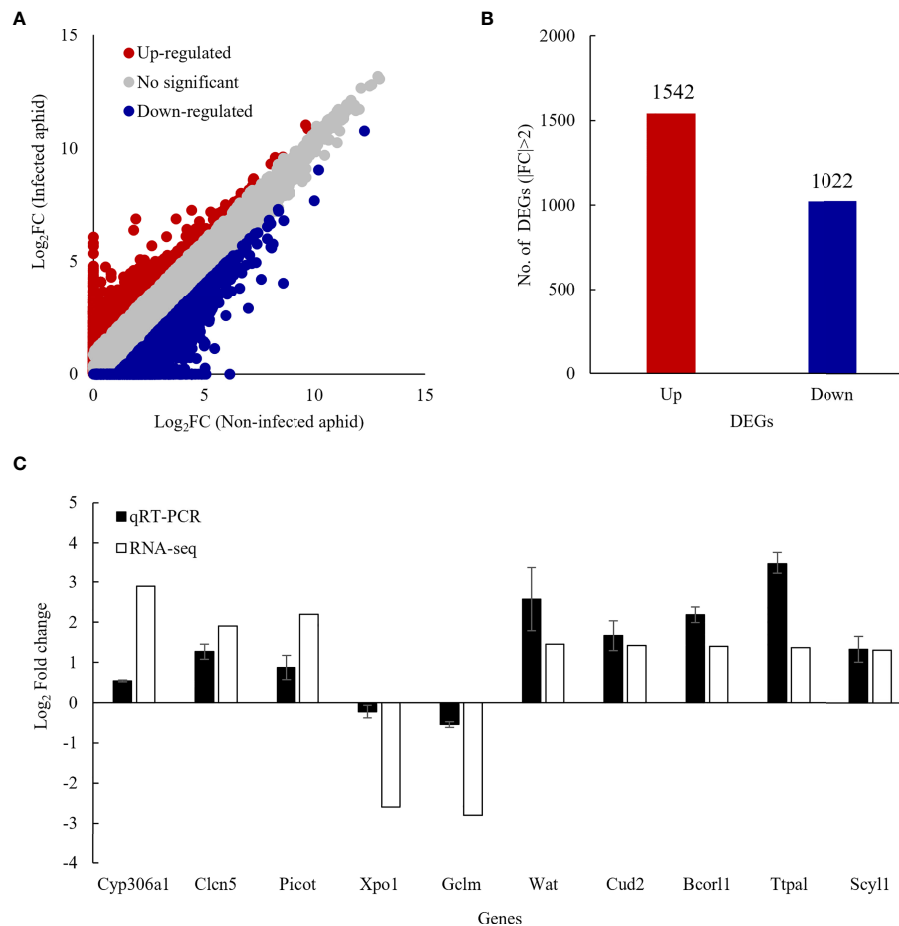 A
15
10
5
0
0 5 10 15
Log₂FC (Infected aphid)
Log₂FC (Non-infected aphid)
Up-regulated
No significant
Down-regulated
B
2000
1500
1000
500
0
No. of DEGs (|FC|>2)
1542
1022
Up Down
DEGs
C
5
4
3
2
1
0
-1
-2
-3
-4
Log₂ Fold change
qRT-PCR
RNA-seq
Cyp306a1 Clcn5 Picot Xpo1 Gclm Wat Cud2 Bcorl1 Ttpal Scyl1
Genes